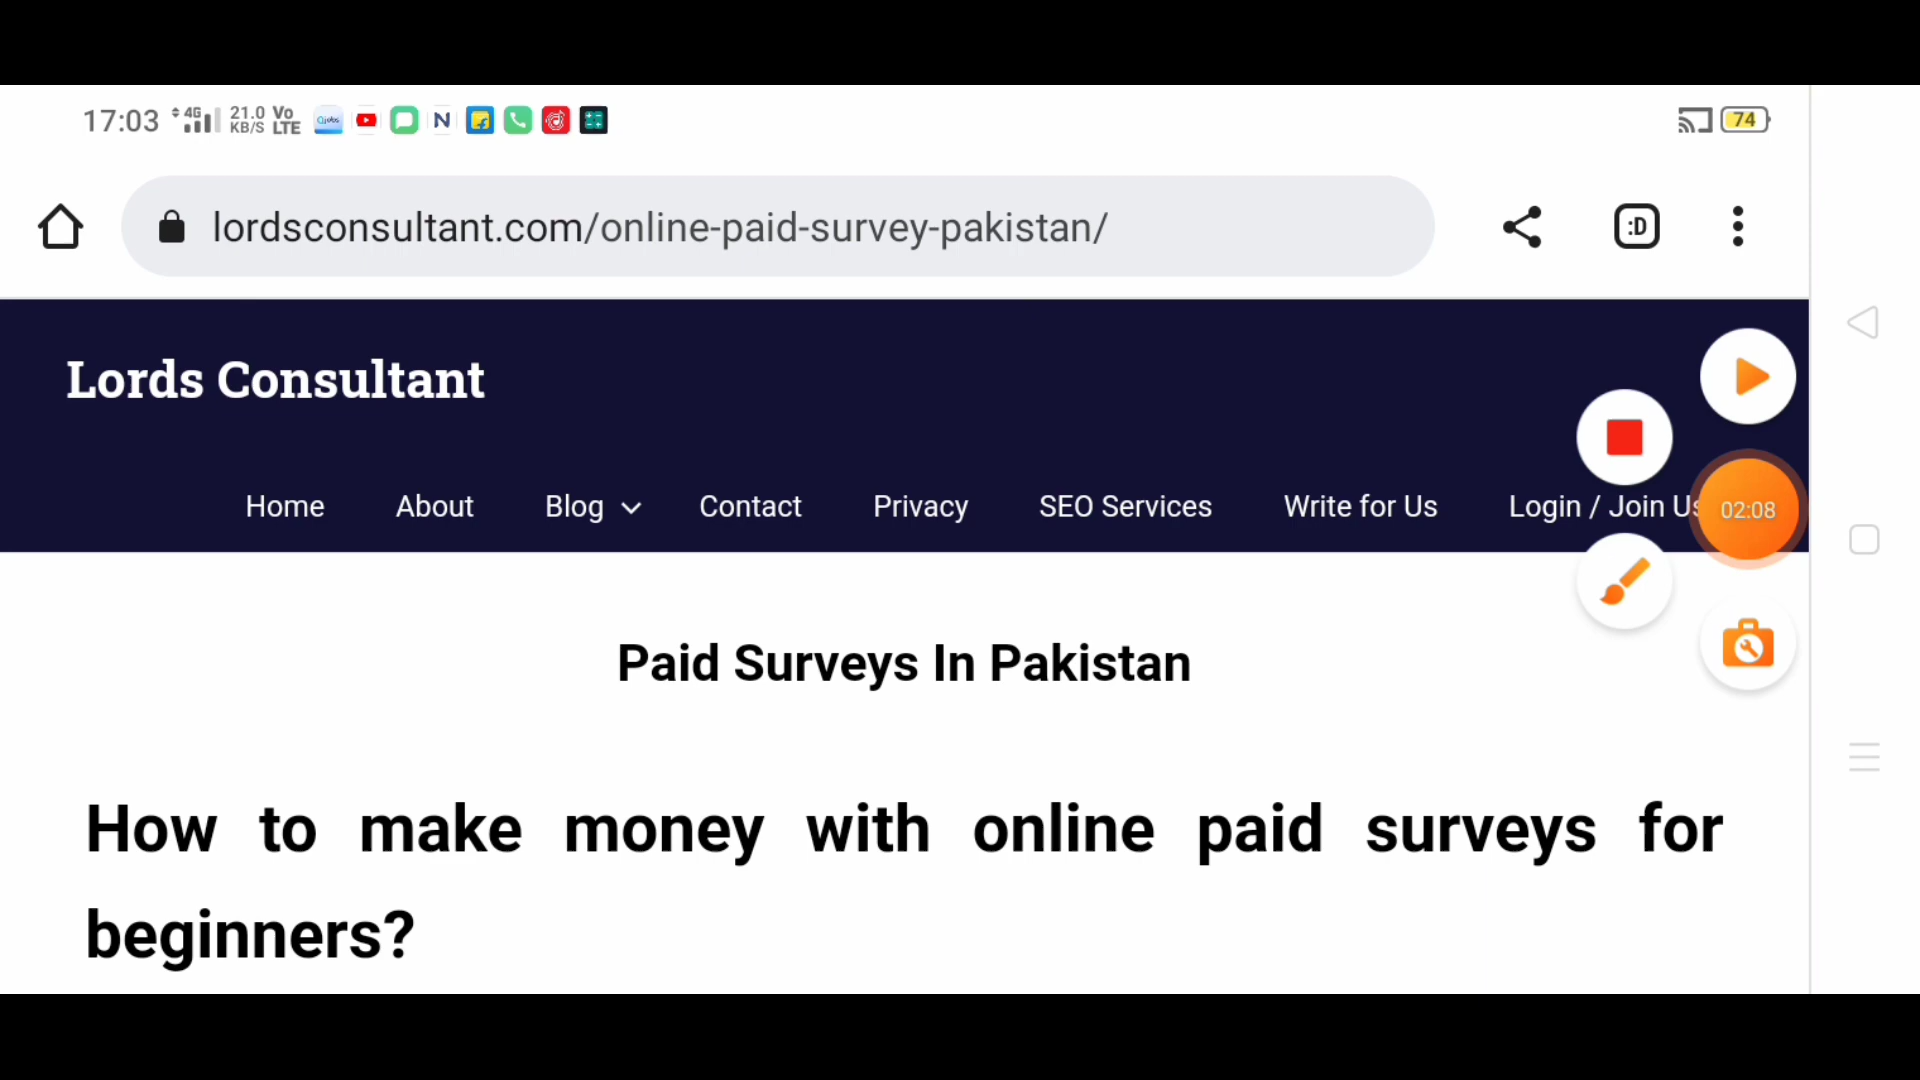 17:03 4G 21.0 KB/S Vo LTE Qjobs N 74
lordsconsultant.com/online-paid-survey-pakistan/ :D
Lords Consultant
Home About Blog Contact Privacy SEO Services Write for Us Login / Join Us 02:08
Paid Surveys In Pakistan
How to make money with online paid surveys for
beginners?